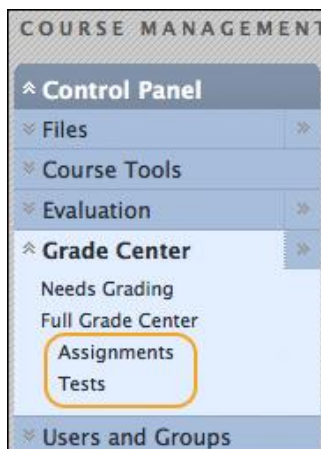 COURSE MANAGEMENT
Control Panel
Files
Course Tools
Evaluation
Grade Center
Needs Grading
Full Grade Center
Assignments
Tests
Users and Groups